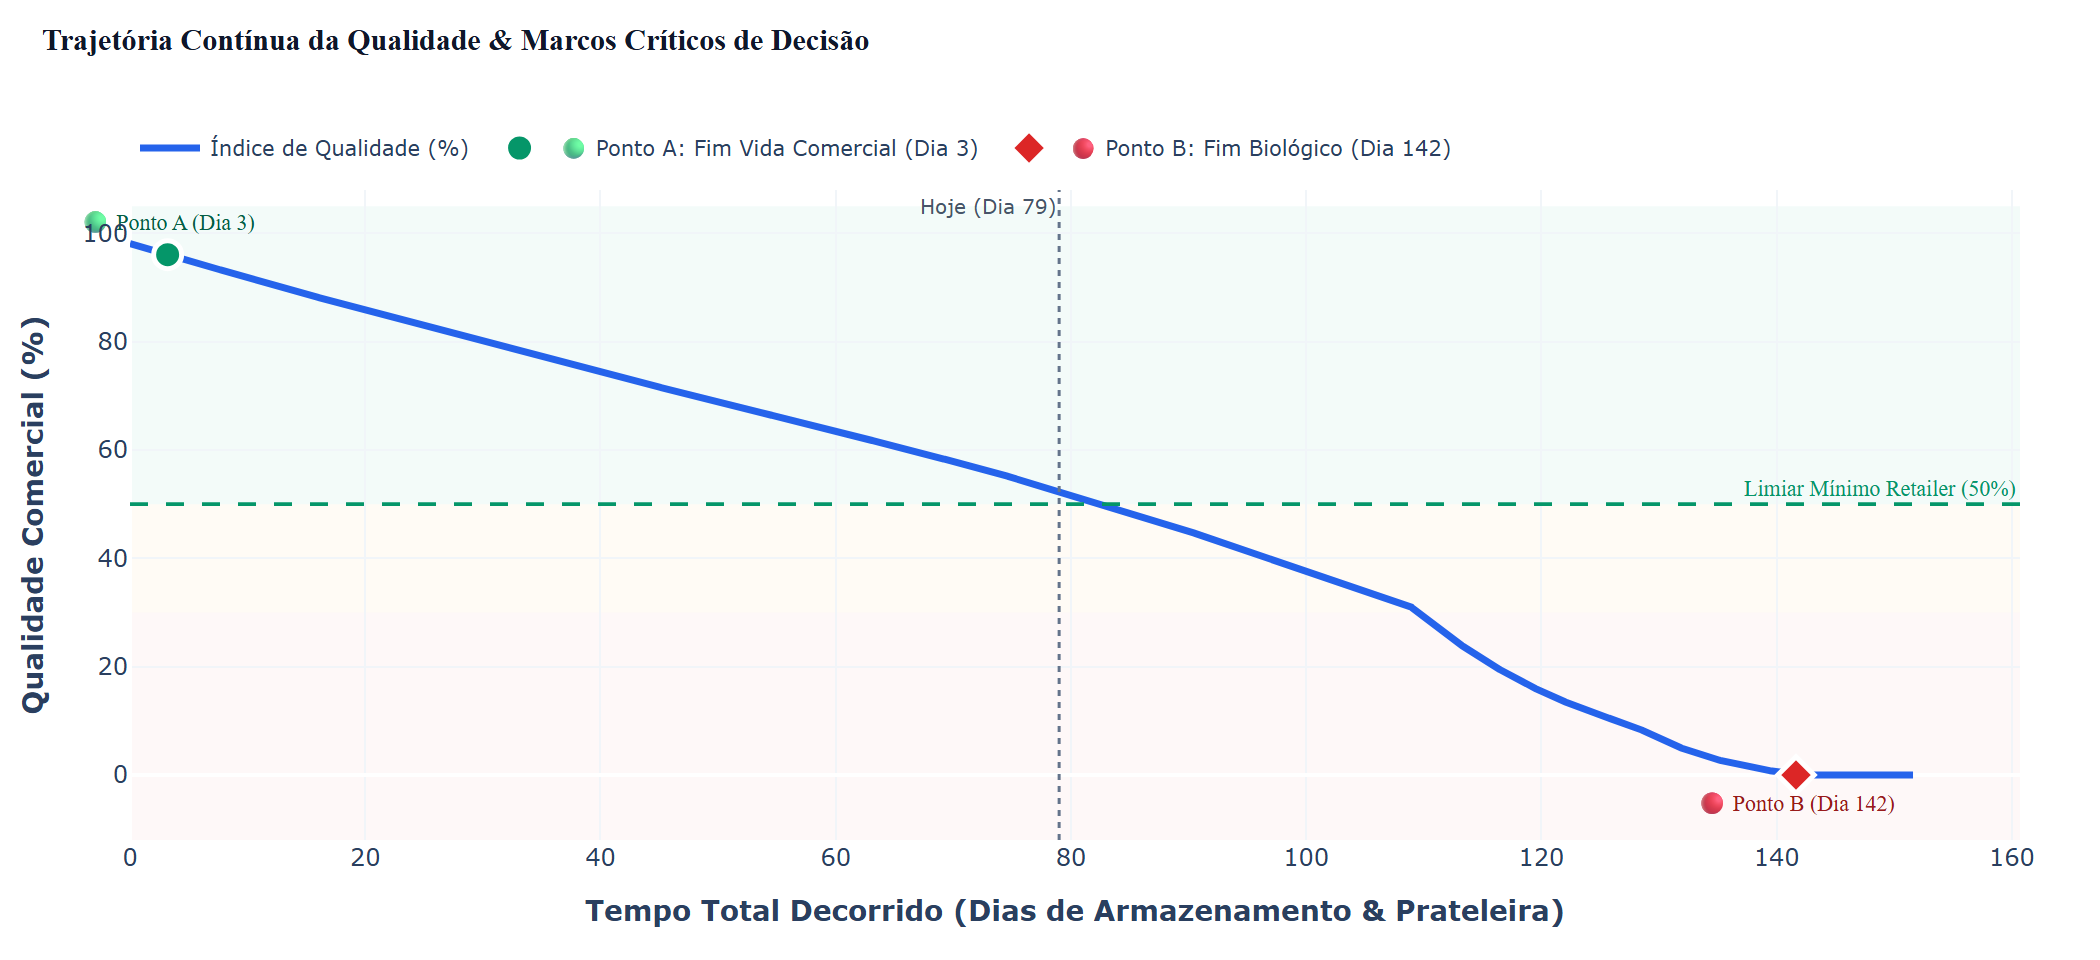 Trajetória Contínua da Qualidade & Marcos Críticos de Decisão
Índice de Qualidade (%)
Ponto A: Fim Vida Comercial (Dia 3)
Ponto B: Fim Biológico (Dia 142)
Hoje (Dia 79)
Ponto A (Dia 3)
100
80
60
Limiar Mínimo Retailer (50%)
40
20
0
Ponto B (Dia 142)
Qualidade Comercial (%)
0 20 40 60 80 100 120 140 160
Tempo Total Decorrido (Dias de Armazenamento & Prateleira)